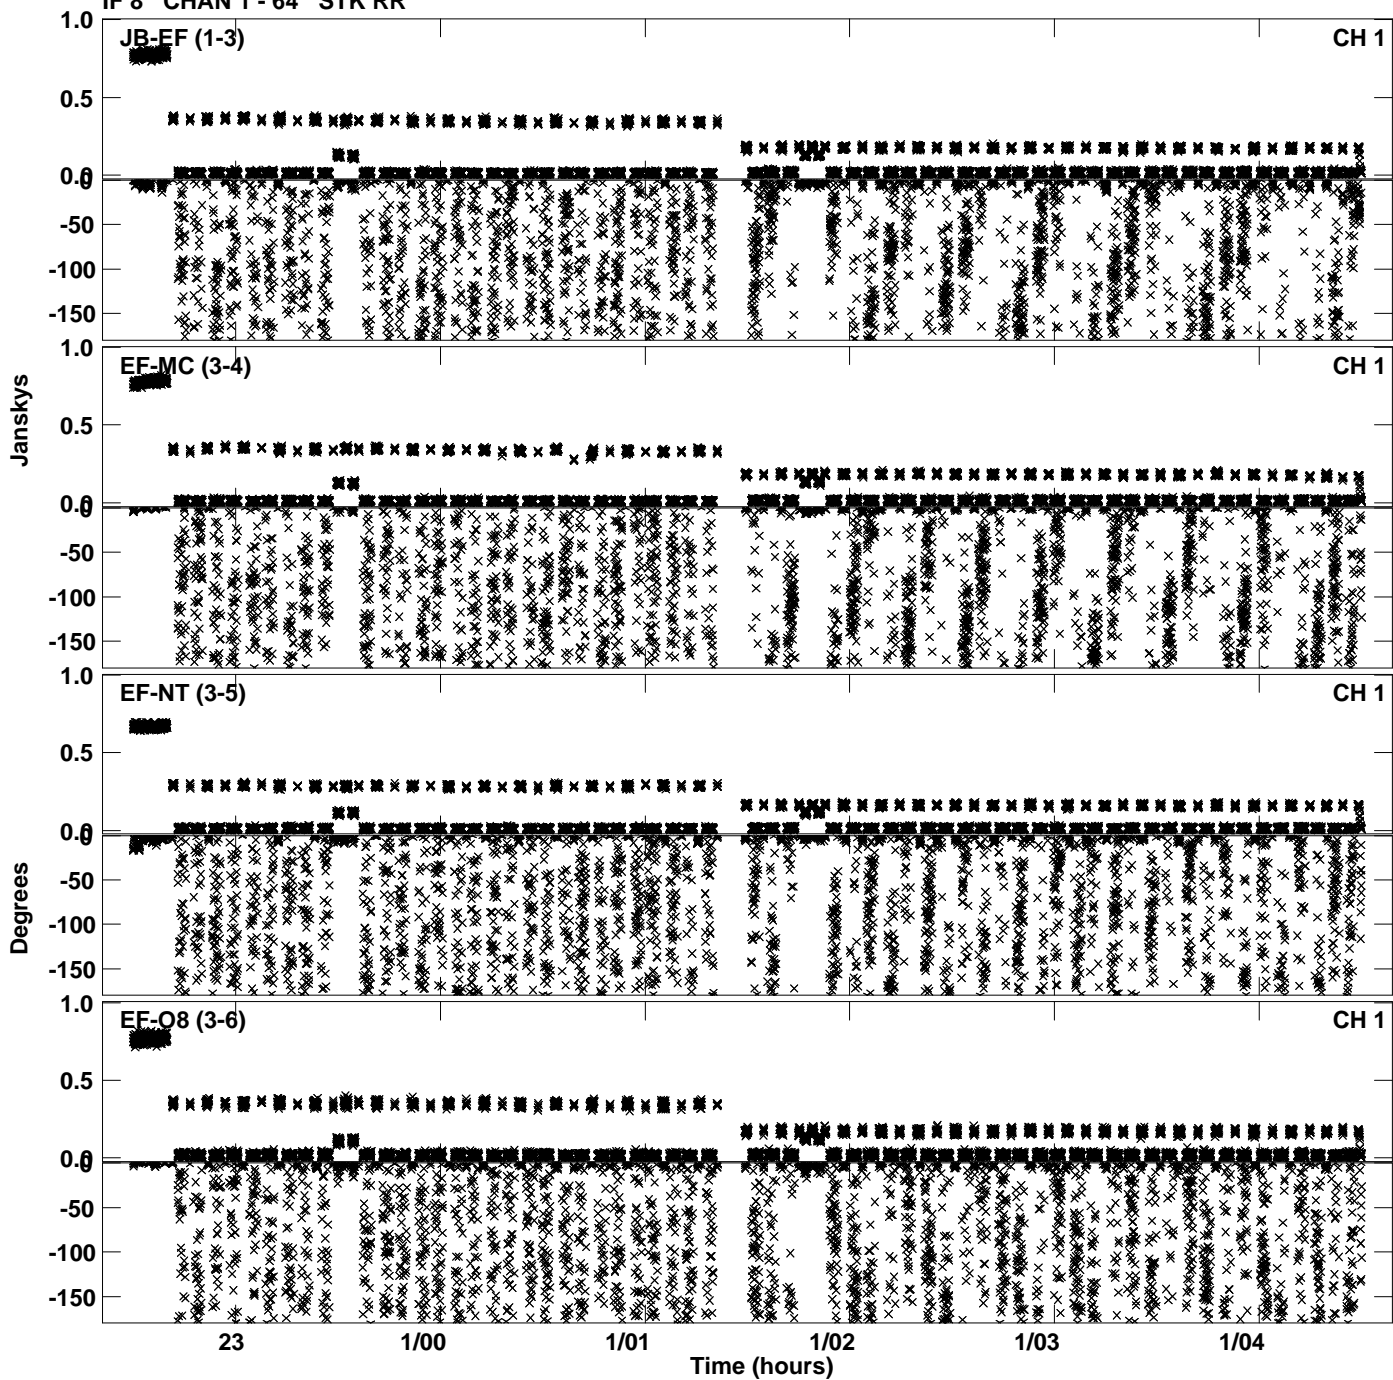 IF 8 CHAN 1 - 64 STK RR
1.0
JB-EF (1-3)
CH 1
0.5
0.0
0
-50
-100
-150
1.0
EF-MC (3-4)
CH 1
0.5
0.0
0
-50
-100
-150
1.0
EF-NT (3-5)
CH 1
0.5
0.0
0
-50
-100
-150
1.0
EF-O8 (3-6)
CH 1
0.5
0.0
0
-50
-100
-150
Janskys
Degrees
23
1/00
1/01
1/02
1/03
1/04
Time (hours)